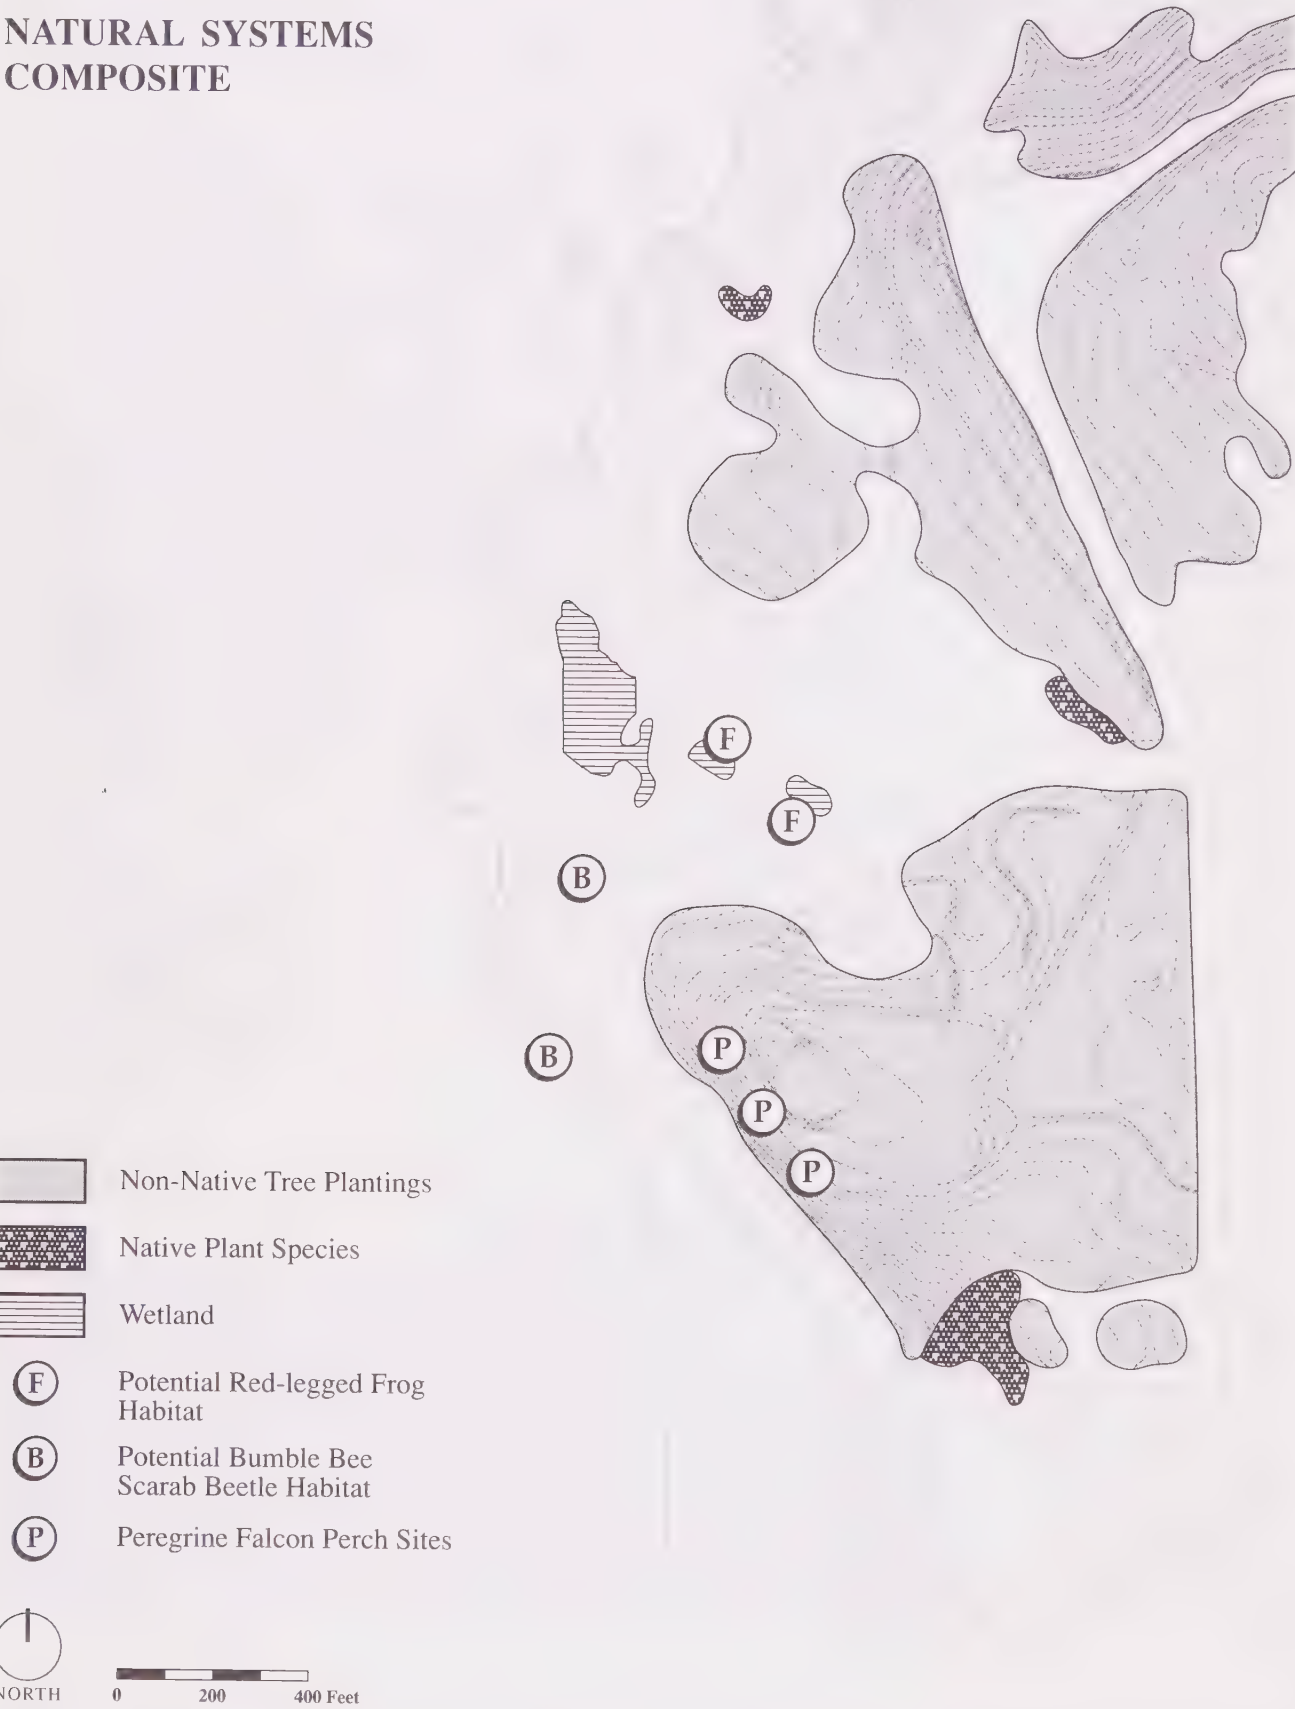 NATURAL SYSTEMS
COMPOSITE
F
F
B
B
P
P
P
Non-Native Tree Plantings
Native Plant Species
Wetland
F Potential Red-legged Frog
Habitat
B Potential Bumble Bee
Scarab Beetle Habitat
P Peregrine Falcon Perch Sites
NORTH
0 200 400 Feet